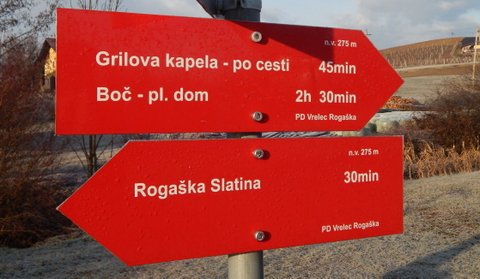 n.v. 275 m
Grilova kapela - po cesti 45min
Boč - pl. dom 2h 30min
PD Vrelec Rogaška
n.v. 275 m
Rogaška Slatina 30min
PD Vrelec Rogaška